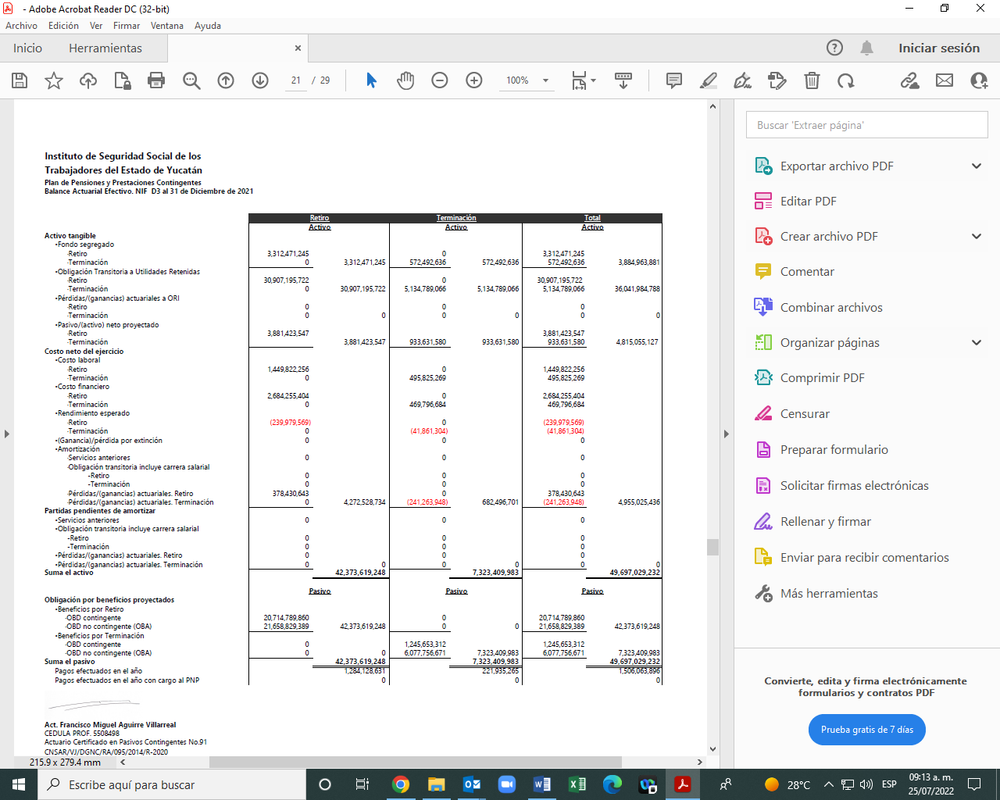 - Adobe Acrobat Reader DC (32-bit)
Archivo Edición Ver Firmar Ventana Ayuda
Inicio Herramientas × ? Iniciar sesión
21 / 29 100%
Buscar 'Extraer página'
Exportar archivo PDF
Editar PDF
Crear archivo PDF
Comentar
Combinar archivos
Organizar páginas
Comprimir PDF
Censurar
Preparar formulario
Solicitar firmas electrónicas
Rellenar y firmar
Enviar para recibir comentarios
Más herramientas
Convierte, edita y firma electrónicamente
formularios y contratos PDF
Prueba gratis de 7 días
Instituto de Seguridad Social de los
Trabajadores del Estado de Yucatán
Plan de Pensiones y Prestaciones Contingentes
Balance Actuarial Efectivo. NIF D3 al 31 de Diciembre de 2021
Retiro Terminación Total
Activo Activo Activo
Activo tangible
•Fondo segregado
-Retiro 3,312,471,245 0 3,312,471,245
-Terminación 0 3,312,471,245 572,492,636 572,492,636 572,492,636 3,884,963,881
•Obligación Transitoria a Utilidades Retenidas
-Retiro 30,907,195,722 0 30,907,195,722
-Terminación 0 30,907,195,722 5,134,789,066 5,134,789,066 5,134,789,066 36,041,984,788
•Pérdidas/(ganancias) actuariales a ORI
-Retiro 0 0 0
-Terminación 0 0 0 0 0 0
•Pasivo/(activo) neto proyectado
-Retiro 3,881,423,547 3,881,423,547
-Terminación 3,881,423,547 933,631,580 933,631,580 933,631,580 4,815,055,127
Costo neto del ejercicio
•Costo laboral
-Retiro 1,449,822,256 0 1,449,822,256
-Terminación 0 495,825,269 495,825,269
•Costo financiero
-Retiro 2,684,255,404 0 2,684,255,404
-Terminación 0 469,796,684 469,796,684
•Rendimiento esperado
-Retiro (239,979,569) 0 (239,979,569)
-Terminación 0 (41,861,304) (41,861,304)
•(Ganancia)/pérdida por extinción 0 0 0
•Amortización
-Servicios anteriores 0 0 0
-Obligación transitoria incluye carrera salarial
-Retiro 0 0 0
-Terminación 0 0 0
-Pérdidas/(ganancias) actuariales. Retiro 378,430,643 0 378,430,643
-Pérdidas/(ganancias) actuariales. Terminación 0 4,272,528,734 (241,263,948) 682,496,701 (241,263,948) 4,955,025,436
Partidas pendientes de amortizar
•Servicios anteriores 0 0 0
•Obligación transitoria incluye carrera salarial
-Retiro 0 0 0
-Terminación 0 0 0
•Pérdidas/(ganancias) actuariales. Retiro 0 0 0
•Pérdidas/(ganancias) actuariales. Terminación 0 0 0 0 0 0
Suma el activo 42,373,619,248 7,323,409,983 49,697,029,232
Pasivo Pasivo Pasivo
Obligación por beneficios proyectados
•Beneficios por Retiro
-OBD contingente 20,714,789,860 0 20,714,789,860
-OBD no contingente (OBA) 21,658,829,389 42,373,619,248 0 0 21,658,829,389 42,373,619,248
•Beneficios por Terminación
-OBD contingente 0 1,245,653,312 1,245,653,312
-OBD no contingente (OBA) 0 0 6,077,756,671 7,323,409,983 6,077,756,671 7,323,409,983
Suma el pasivo 42,373,619,248 7,323,409,983 49,697,029,232
Pagos efectuados en el año 1,284,128,631 221,935,265 1,506,063,896
Pagos efectuados en el año con cargo al PNP 0 0 0
Act. Francisco Miguel Aguirre Villarreal
CEDULA PROF. 5508498
Actuario Certificado en Pasivos Contingentes No.91
CNSAR/VJ/DGNC/RA/095/2014/R-2020
215.9 x 279.4 mm
Escribe aquí para buscar
28°C ESP 09:13 a. m.
25/07/2022